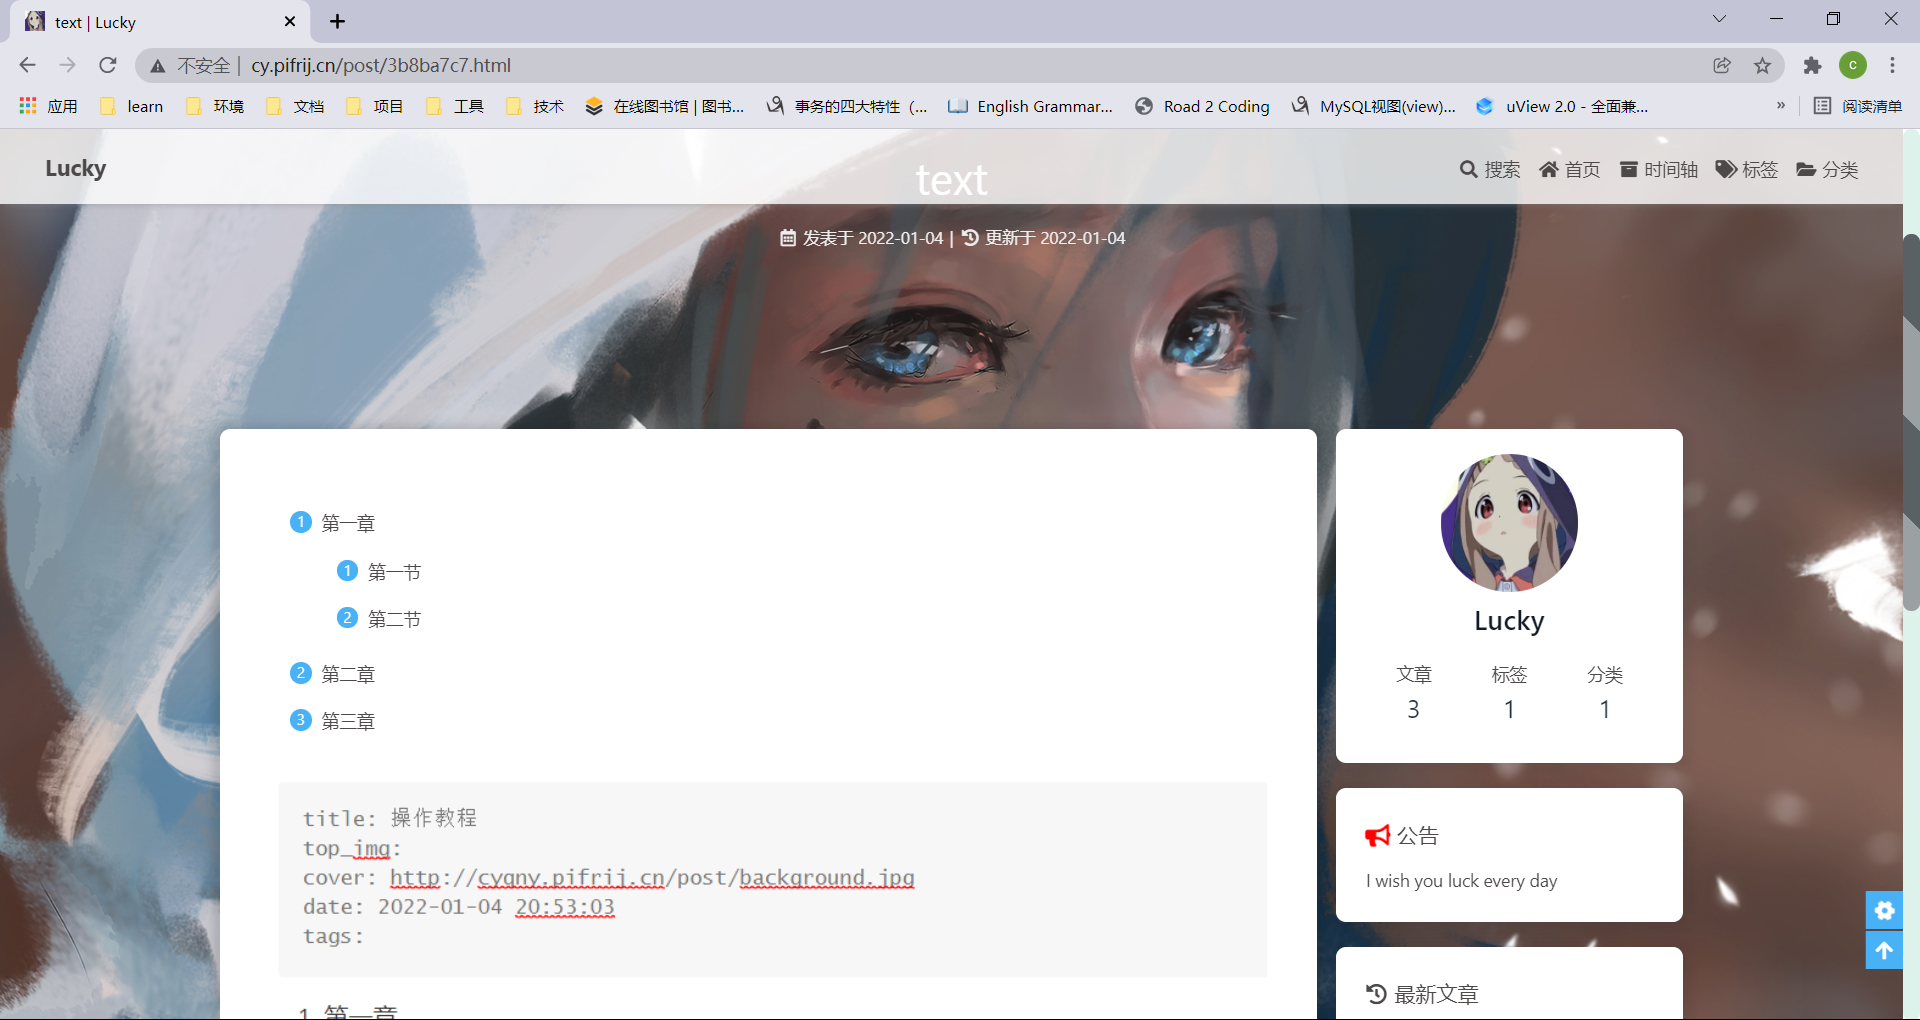 text | Lucky
不安全 | cy.pifrij.cn/post/3b8ba7c7.html
C
应用 learn 环境 文档 项目 工具 技术 在线图书馆 | 图书... 事务的四大特性（... English Grammar... Road 2 Coding MySQL视图(view)... uView 2.0 - 全面兼... » 阅读清单
Lucky
搜索 首页 时间轴 标签 分类
text
发表于 2022-01-04 | 更新于 2022-01-04
1 第一章
1 第一节
2 第二节
2 第二章
3 第三章
title: 操作教程
top_img:
cover: http://cyqny.pifrij.cn/post/background.jpg
date: 2022-01-04 20:53:03
tags:
1. 第一章
Lucky
文章 标签 分类
3 1 1
公告
I wish you luck every day
最新文章